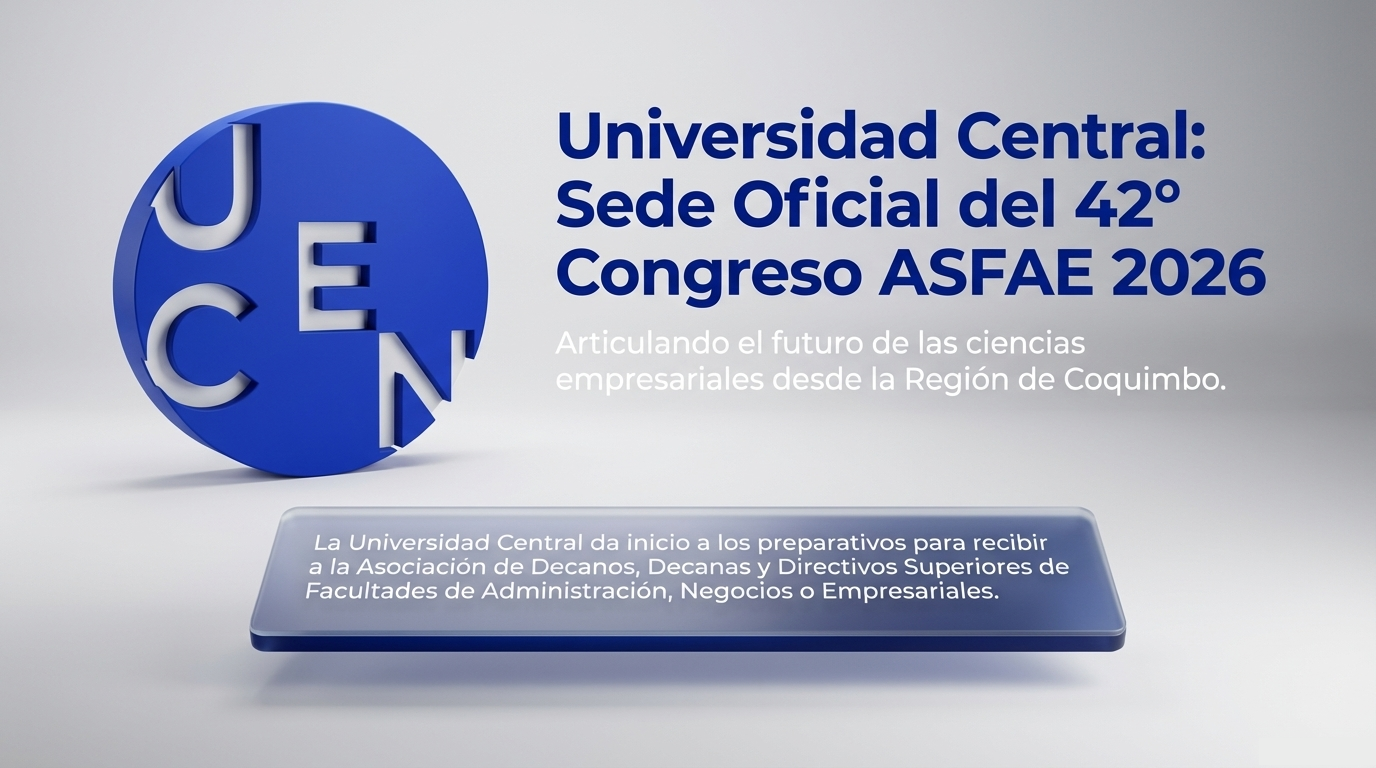 U
E
C
N
Universidad Central:
Sede Oficial del 42º
Congreso ASFAE 2026
Articulando el futuro de las ciencias
empresariales desde la Región de Coquimbo.
La Universidad Central da inicio a los preparativos para recibir
a la Asociación de Decanos, Decanas y Directivos Superiores de
Facultades de Administración, Negocios o Empresariales.